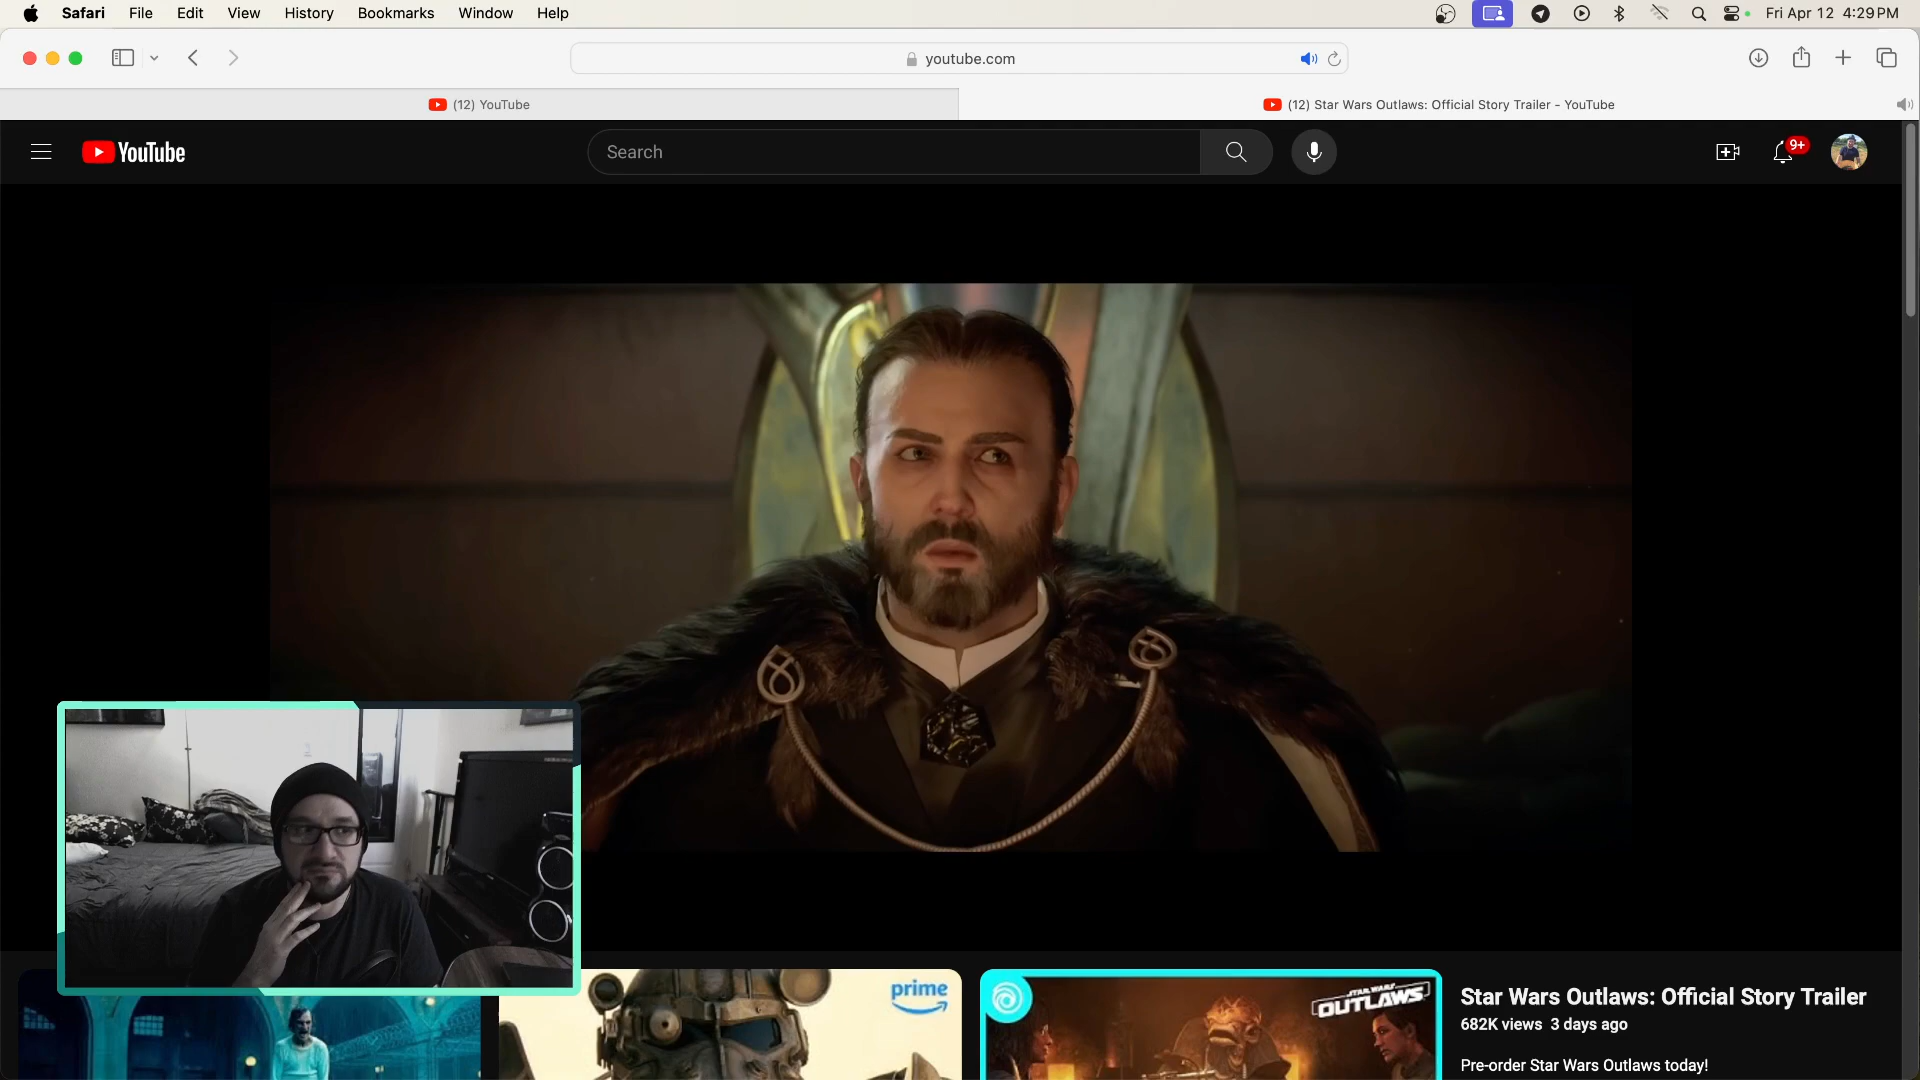 Safari File Edit View History Bookmarks Window Help Fri Apr 12 4:29 PM
youtube.com
(12) YouTube
(12) Star Wars Outlaws: Official Story Trailer - YouTube
YouTube
Search
9+
prime
STAR WARS
OUTLAWS
Star Wars Outlaws: Official Story Trailer
682K views 3 days ago
Pre-order Star Wars Outlaws today!